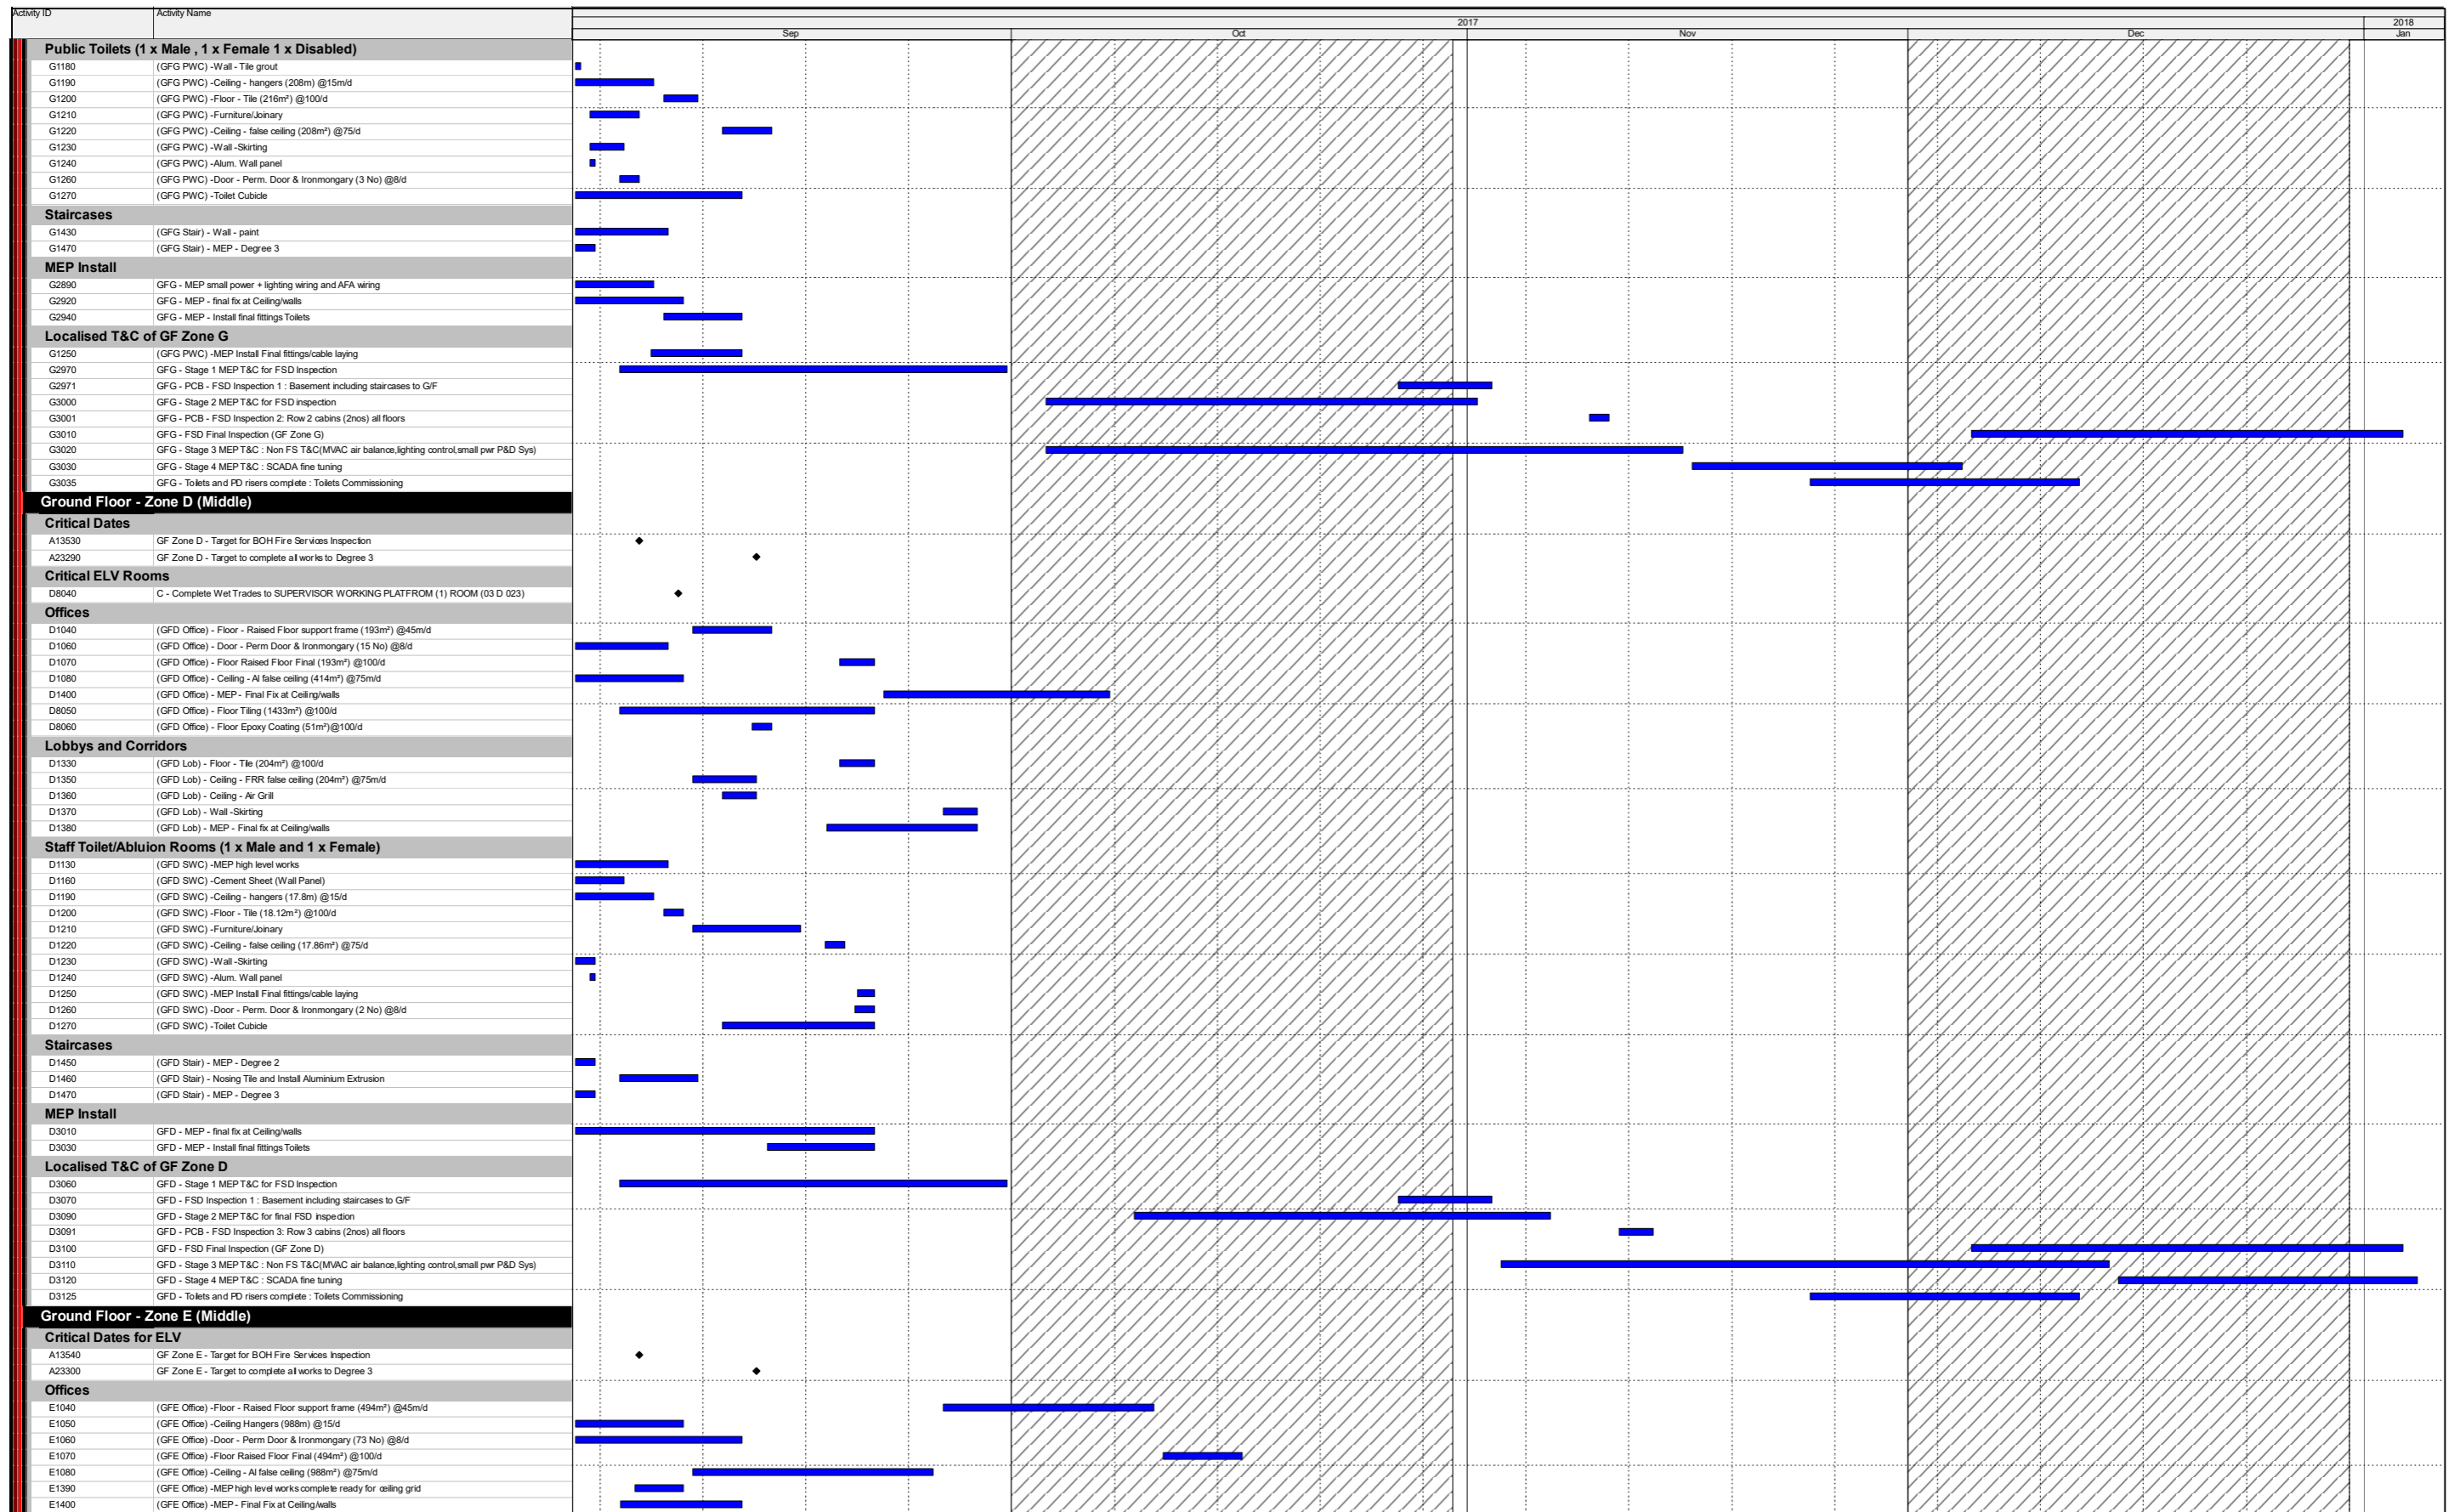 Activity ID Activity Name
2017 2018
Sep Oct Nov Dec Jan
Public Toilets (1 x Male , 1 x Female 1 x Disabled)
G1180 (GFG PWC) -Wall - Tile grout
G1190 (GFG PWC) -Ceiling - hangers (208m) @15m/d
G1200 (GFG PWC) -Floor - Tile (216m²) @100/d
G1210 (GFG PWC) -Furniture/Joinary
G1220 (GFG PWC) -Ceiling - false ceiling (208m²) @75/d
G1230 (GFG PWC) -Wall -Skirting
G1240 (GFG PWC) -Alum. Wall panel
G1260 (GFG PWC) -Door - Perm. Door & Ironmongary (3 No) @8/d
G1270 (GFG PWC) -Toilet Cubicle
Staircases
G1430 (GFG Stair) - Wall - paint
G1470 (GFG Stair) - MEP - Degree 3
MEP Install
G2890 GFG - MEP small power + lighting wiring and AFA wiring
G2920 GFG - MEP - final fix at Ceiling/walls
G2940 GFG - MEP - Install final fittings Toilets
Localised T&C of GF Zone G
G1250 (GFG PWC) -MEP Install Final fittings/cable laying
G2970 GFG - Stage 1 MEP T&C for FSD Inspection
G2971 GFG - PCB - FSD Inspection 1 : Basement including staircases to G/F
G3000 GFG - Stage 2 MEP T&C for FSD inspection
G3001 GFG - PCB - FSD Inspection 2: Row 2 cabins (2nos) all floors
G3010 GFG - FSD Final Inspection (GF Zone G)
G3020 GFG - Stage 3 MEP T&C : Non FS T&C(MVAC air balance,lighting control,small pwr P&D Sys)
G3030 GFG - Stage 4 MEP T&C : SCADA fine tuning
G3035 GFG - Toilets and PD risers complete : Toilets Commissioning
Ground Floor - Zone D (Middle)
Critical Dates
A13530 GF Zone D - Target for BOH Fire Services Inspection
A23290 GF Zone D - Target to complete all works to Degree 3
Critical ELV Rooms
D8040 C - Complete Wet Trades to SUPERVISOR WORKING PLATFROM (1) ROOM (03 D 023)
Offices
D1040 (GFD Office) - Floor - Raised Floor support frame (193m²) @45m/d
D1060 (GFD Office) - Door - Perm Door & Ironmongary (15 No) @8/d
D1070 (GFD Office) - Floor Raised Floor Final (193m²) @100/d
D1080 (GFD Office) - Ceiling - Al false ceiling (414m²) @75m/d
D1400 (GFD Office) - MEP - Final Fix at Ceiling/walls
D8050 (GFD Office) - Floor Tiling (1433m²) @100/d
D8060 (GFD Office) - Floor Epoxy Coating (51m²)@100/d
Lobbys and Corridors
D1330 (GFD Lob) - Floor - Tile (204m²) @100/d
D1350 (GFD Lob) - Ceiling - FRR false ceiling (204m²) @75m/d
D1360 (GFD Lob) - Ceiling - Air Grill
D1370 (GFD Lob) - Wall -Skirting
D1380 (GFD Lob) - MEP - Final fix at Ceiling/walls
Staff Toilet/Abluion Rooms (1 x Male and 1 x Female)
D1130 (GFD SWC) -MEP high level works
D1160 (GFD SWC) -Cement Sheet (Wall Panel)
D1190 (GFD SWC) -Ceiling - hangers (17.8m) @15/d
D1200 (GFD SWC) -Floor - Tile (18.12m²) @100/d
D1210 (GFD SWC) -Furniture/Joinary
D1220 (GFD SWC) -Ceiling - false ceiling (17.86m²) @75/d
D1230 (GFD SWC) -Wall -Skirting
D1240 (GFD SWC) -Alum. Wall panel
D1250 (GFD SWC) -MEP Install Final fittings/cable laying
D1260 (GFD SWC) -Door - Perm. Door & Ironmongary (2 No) @8/d
D1270 (GFD SWC) -Toilet Cubicle
Staircases
D1450 (GFD Stair) - MEP - Degree 2
D1460 (GFD Stair) - Nosing Tile and Install Aluminium Extrusion
D1470 (GFD Stair) - MEP - Degree 3
MEP Install
D3010 GFD - MEP - final fix at Ceiling/walls
D3030 GFD - MEP - Install final fittings Toilets
Localised T&C of GF Zone D
D3060 GFD - Stage 1 MEP T&C for FSD Inspection
D3070 GFD - FSD Inspection 1 : Basement including staircases to G/F
D3090 GFD - Stage 2 MEP T&C for final FSD inspection
D3091 GFD - PCB - FSD Inspection 3: Row 3 cabins (2nos) all floors
D3100 GFD - FSD Final Inspection (GF Zone D)
D3110 GFD - Stage 3 MEP T&C : Non FS T&C(MVAC air balance,lighting control,small pwr P&D Sys)
D3120 GFD - Stage 4 MEP T&C : SCADA fine tuning
D3125 GFD - Toilets and PD risers complete : Toilets Commissioning
Ground Floor - Zone E (Middle)
Critical Dates for ELV
A13540 GF Zone E - Target for BOH Fire Services Inspection
A23300 GF Zone E - Target to complete all works to Degree 3
Offices
E1040 (GFE Office) -Floor - Raised Floor support frame (494m²) @45m/d
E1050 (GFE Office) -Ceiling Hangers (988m) @15/d
E1060 (GFE Office) -Door - Perm Door & Ironmongary (73 No) @8/d
E1070 (GFE Office) -Floor Raised Floor Final (494m²) @100/d
E1080 (GFE Office) -Ceiling - Al false ceiling (988m²) @75m/d
E1390 (GFE Office) -MEP high level works complete ready for ceiling grid
E1400 (GFE Office) -MEP - Final Fix at Ceiling/walls